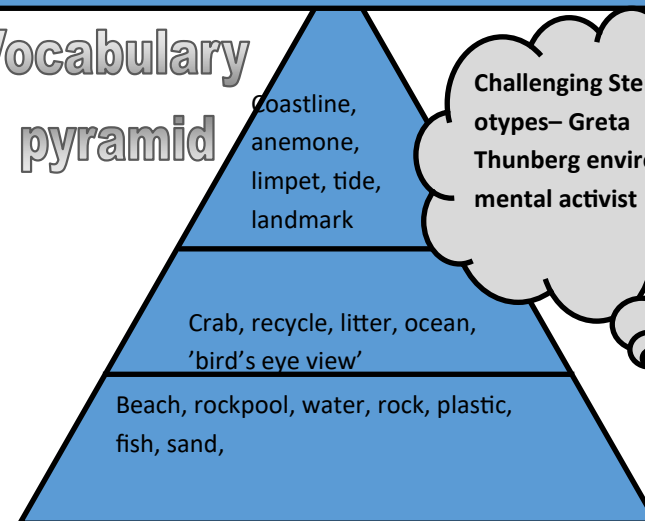 Vocabulary
pyramid
Coastline,
anemone,
limpet, tide,
landmark
Challenging Ste
otypes– Greta
Thunberg enviro
mental activist
Crab, recycle, litter, ocean,
’bird’s eye view’
Beach, rockpool, water, rock, plastic,
fish, sand,